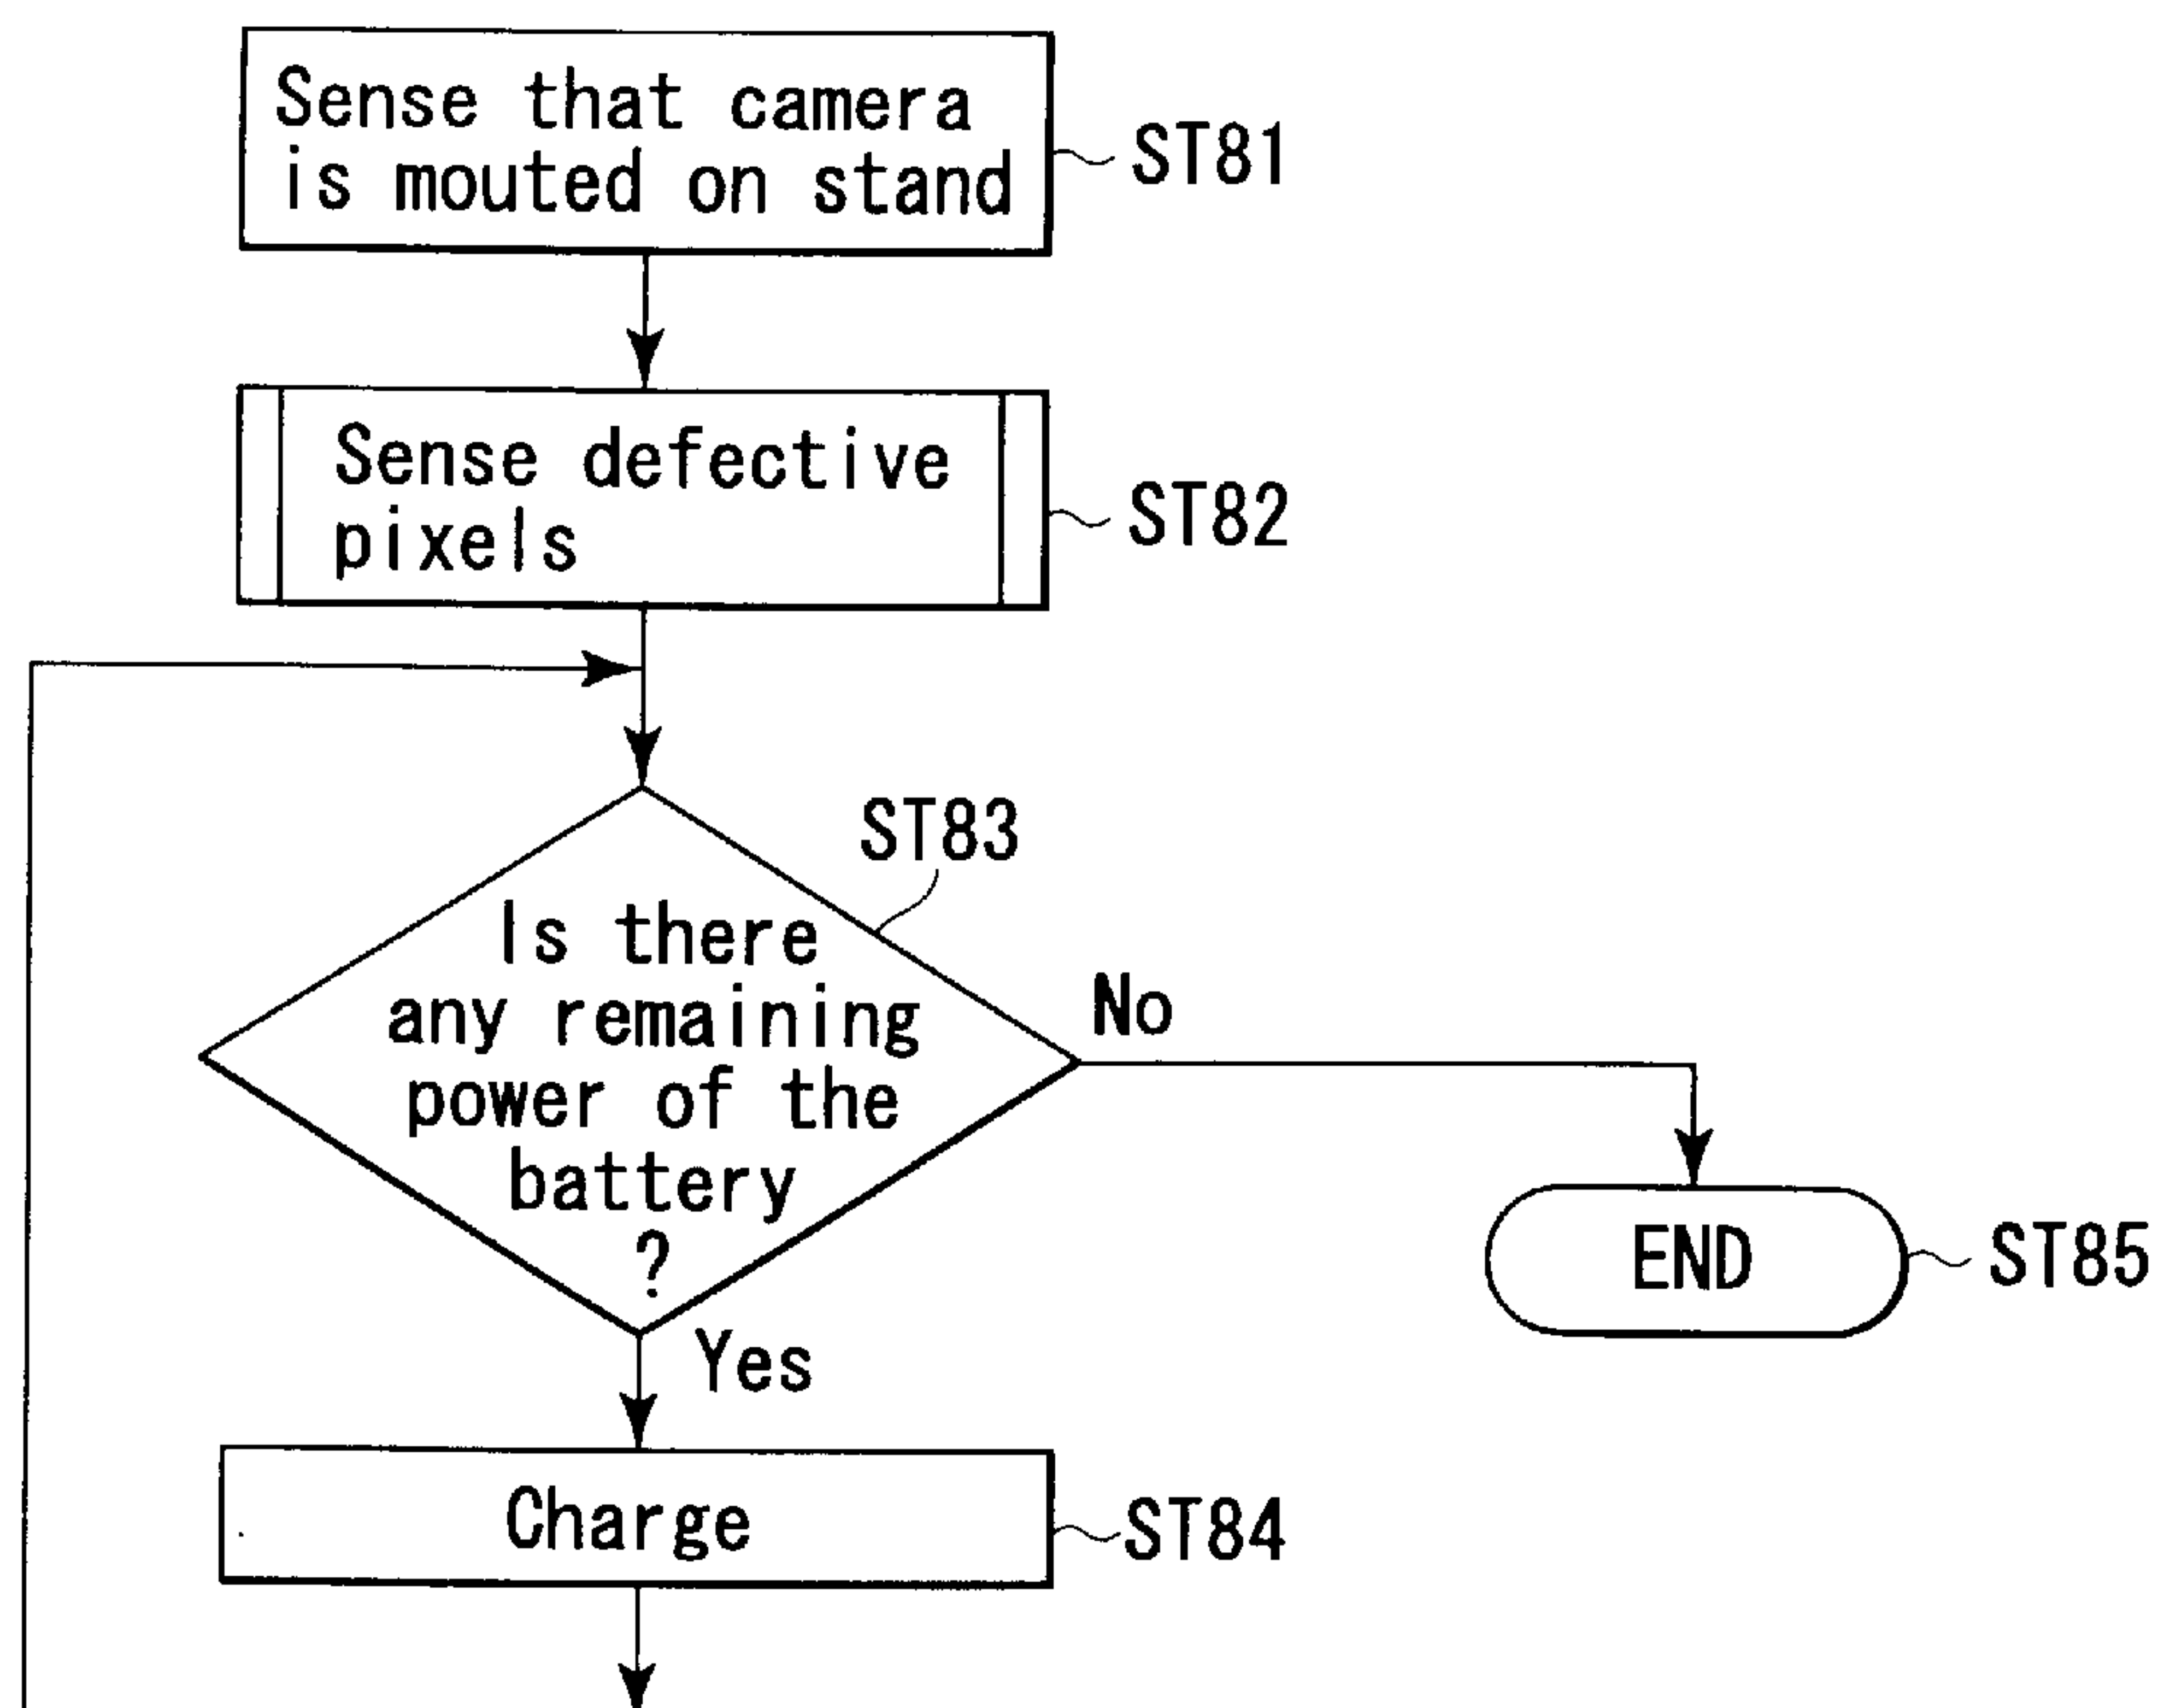 Sense that camera
is mouted on stand
ST81
Sense defective
pixels
ST82
ST83
Is there
any remaining
power of the
battery
?
No
END
ST85
Yes
Charge
ST84